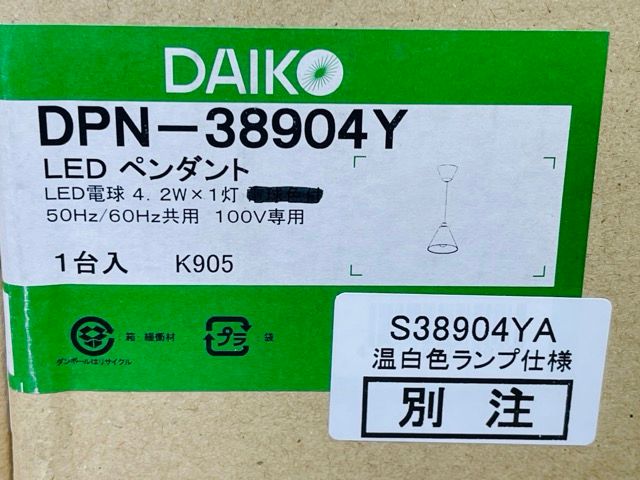 DAIKO
DPN-38904Y
LED ペンダント
LED電球 4.2W×1灯
50Hz/60Hz共用 100V専用
1台入 K905
箱・緩衝材
プラ
:袋
ダンボールはリサイクル
S38904YA
温白色ランプ仕様
別注